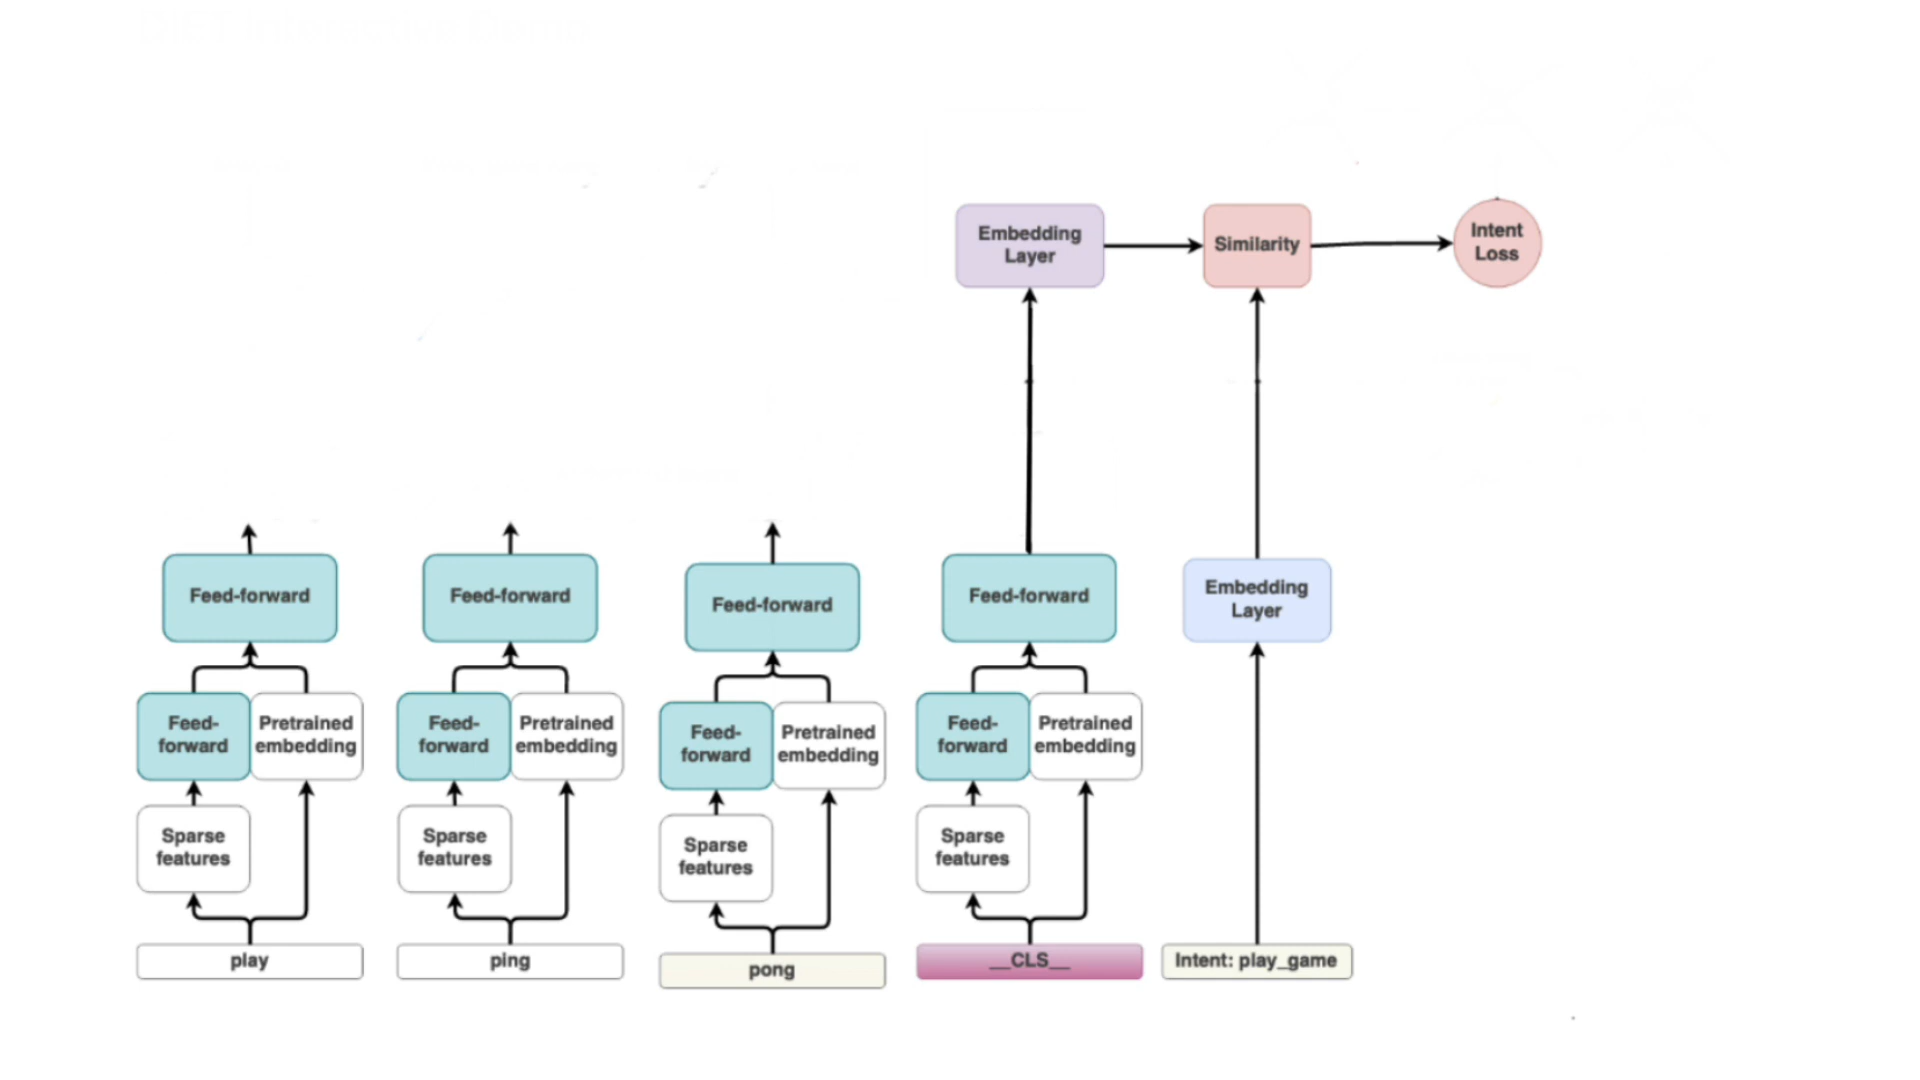 Embedding
Layer
Similarity
Intent
Loss
Feed-forward
Feed-forward
Feed-forward
Feed-forward
Embedding
Layer
Feed-
forward
Pretrained
embedding
Feed-
forward
Pretrained
embedding
Feed-
forward
Pretrained
embedding
Feed-
forward
Pretrained
embedding
Sparse
features
Sparse
features
Sparse
features
Sparse
features
play
ping
pong
__CLS__
Intent: play_game